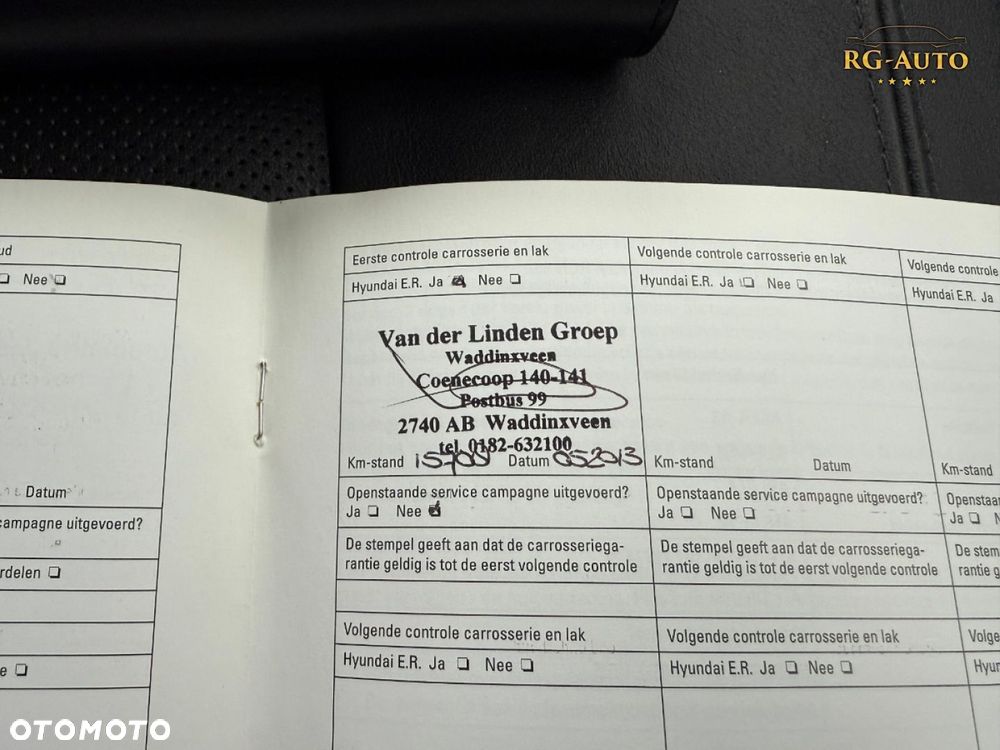 RG-AUTO
ud
Nee
Datum
campagne uitgevoerd?
rdelen
e
Eerste controle carrosserie en lak
Hyundai E.R. Ja Nee
Van der Linden Groep
Waddinxveen
Coenecoop 140-141
Postbus 99
2740 AB Waddinxveen
tel. 0182-632100
Km-stand 15700 Datum 052013
Openstaande service campagne uitgevoerd?
Ja Nee
De stempel geeft aan dat de carrosseriega-
rantie geldig is tot de eerst volgende controle
Volgende controle carrosserie en lak
Hyundai E.R. Ja Nee
Volgende controle carrosserie en lak
Hyundai E.R. Ja Nee
Km-stand Datum
Openstaande service campagne uitgevoerd?
Ja Nee
De stempel geeft aan dat de carrosseriega-
rantie geldig is tot de eerst volgende controle
Volgende controle carrosserie en lak
Hyundai E.R. Ja Nee
Volgende controle
Hyundai E.R. Ja
Km-stand
Openstaa
Ja N
De stem
rantie g
Volge
Hyun
OTOMOTO